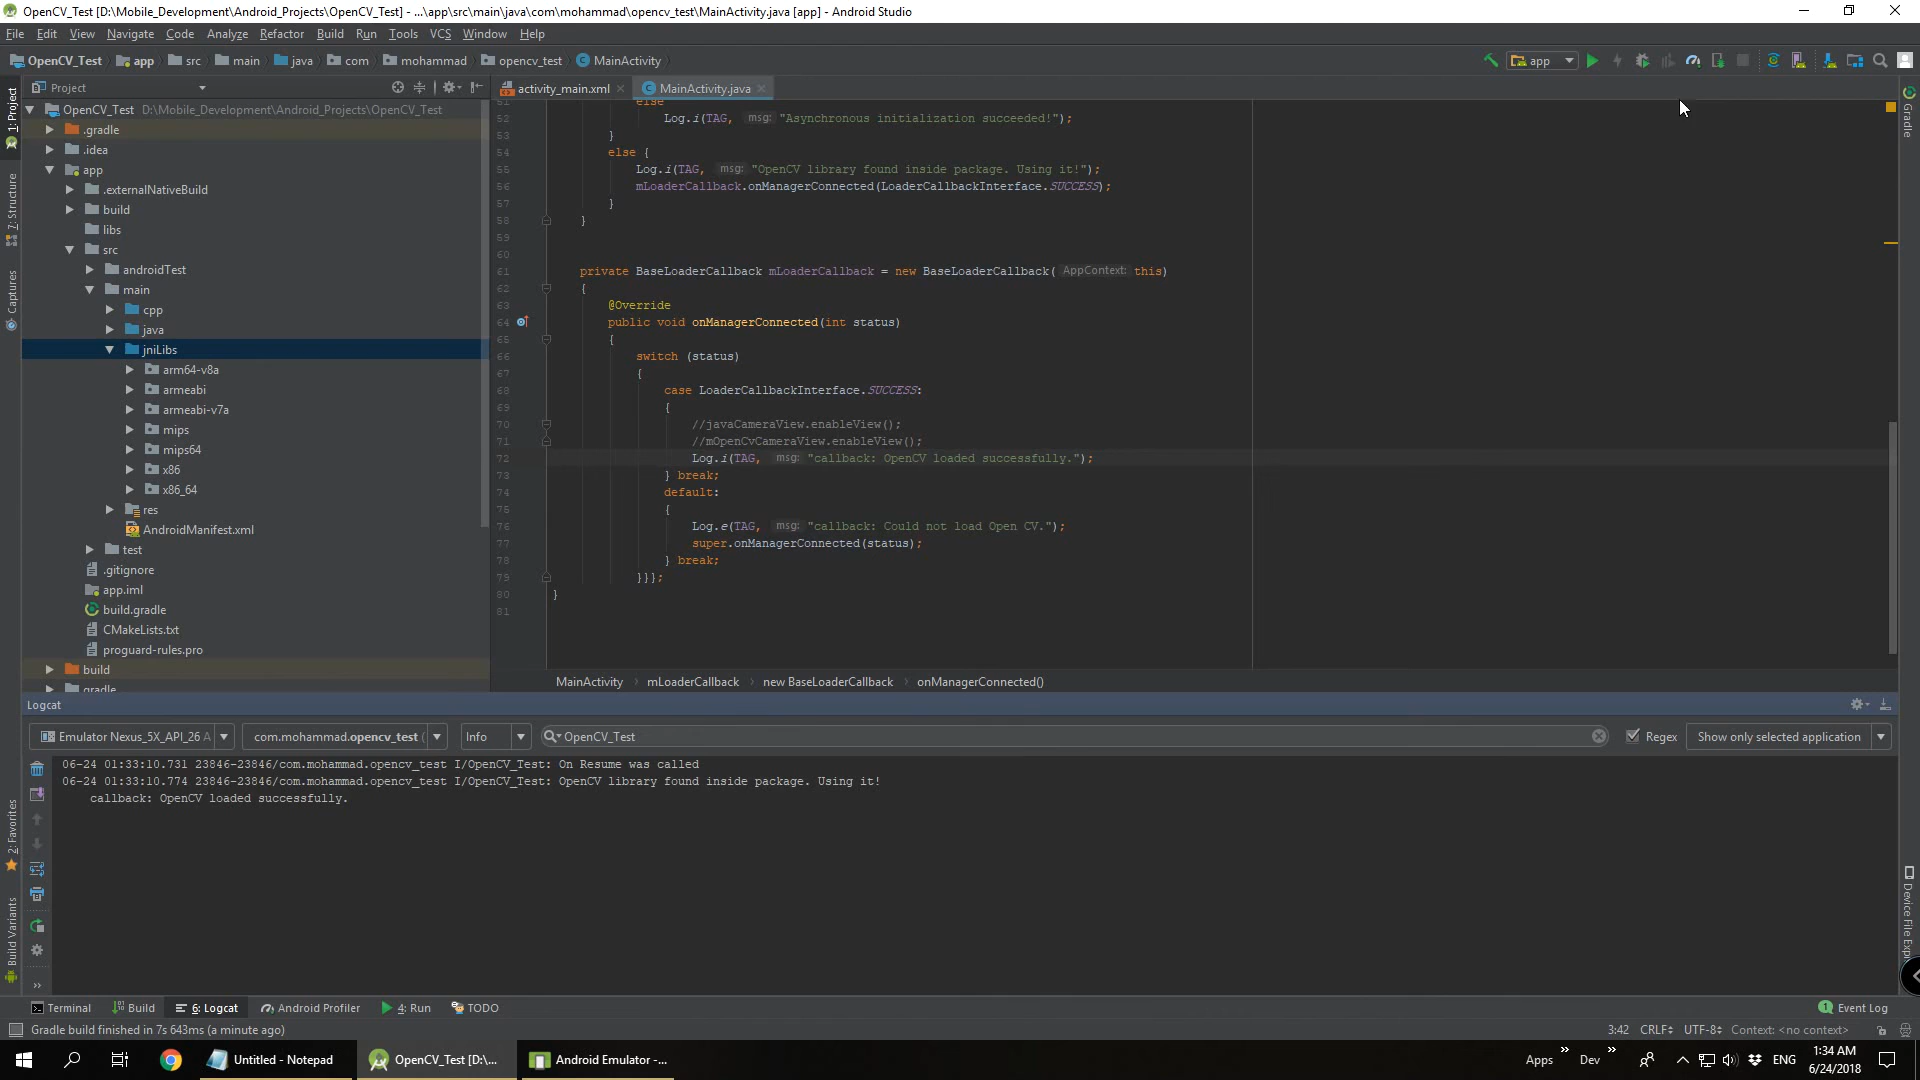 OpenCV_Test [D:\Mobile_Development\Android_Projects\OpenCV_Test] - ...\app\src\main\java\com\mohammad\opencv_test\MainActivity.java [app] - Android Studio
File Edit View Navigate Code Analyze Refactor Build Run Tools VCS Window Help
OpenCV_Test app src main java com mohammad opencv_test MainActivity
app
Project
activity_main.xml MainActivity.java
1: Project
7: Structure
Captures
2: Favorites
Build Variants
Gradle
OpenCV_Test D:\Mobile_Development\Android_Projects\OpenCV_Test
.gradle
.idea
app
.externalNativeBuild
build
libs
src
androidTest
main
cpp
java
jniLibs
arm64-v8a
armeabi
armeabi-v7a
mips
mips64
x86
x86_64
res
AndroidManifest.xml
test
.gitignore
app.iml
build.gradle
CMakeLists.txt
proguard-rules.pro
build
gradle
51 else
52 Log.i(TAG, msg: "Asynchronous initialization succeeded!");
53 }
54 else {
55 Log.i(TAG, msg: "OpenCV library found inside package. Using it!");
56 mLoaderCallback.onManagerConnected(LoaderCallbackInterface.SUCCESS);
57 }
58 }
59
60
61 private BaseLoaderCallback mLoaderCallback = new BaseLoaderCallback( AppContext: this)
62 {
63 @Override
64 public void onManagerConnected(int status)
65 {
66 switch (status)
67 {
68 case LoaderCallbackInterface.SUCCESS:
69 {
70 //javaCameraView.enableView();
71 //mOpenCvCameraView.enableView();
72 Log.i(TAG, msg: "callback: OpenCV loaded successfully.");
73 } break;
74 default:
75 {
76 Log.e(TAG, msg: "callback: Could not load Open CV.");
77 super.onManagerConnected(status);
78 } break;
79 }}};
80 }
81
MainActivity mLoaderCallback new BaseLoaderCallback onManagerConnected()
Logcat
Emulator Nexus_5X_API_26 A com.mohammad.opencv_test ( Info OpenCV_Test Regex Show only selected application
06-24 01:33:10.731 23846-23846/com.mohammad.opencv_test I/OpenCV_Test: On Resume was called
06-24 01:33:10.774 23846-23846/com.mohammad.opencv_test I/OpenCV_Test: OpenCV library found inside package. Using it!
callback: OpenCV loaded successfully.
Terminal Build 6: Logcat Android Profiler 4: Run TODO 1 Event Log
Gradle build finished in 7s 643ms (a minute ago) 3:42 CRLF UTF-8 Context: <no context>
Untitled - Notepad OpenCV_Test [D:\... Android Emulator -... Apps » Dev » ENG 1:34 AM
6/24/2018